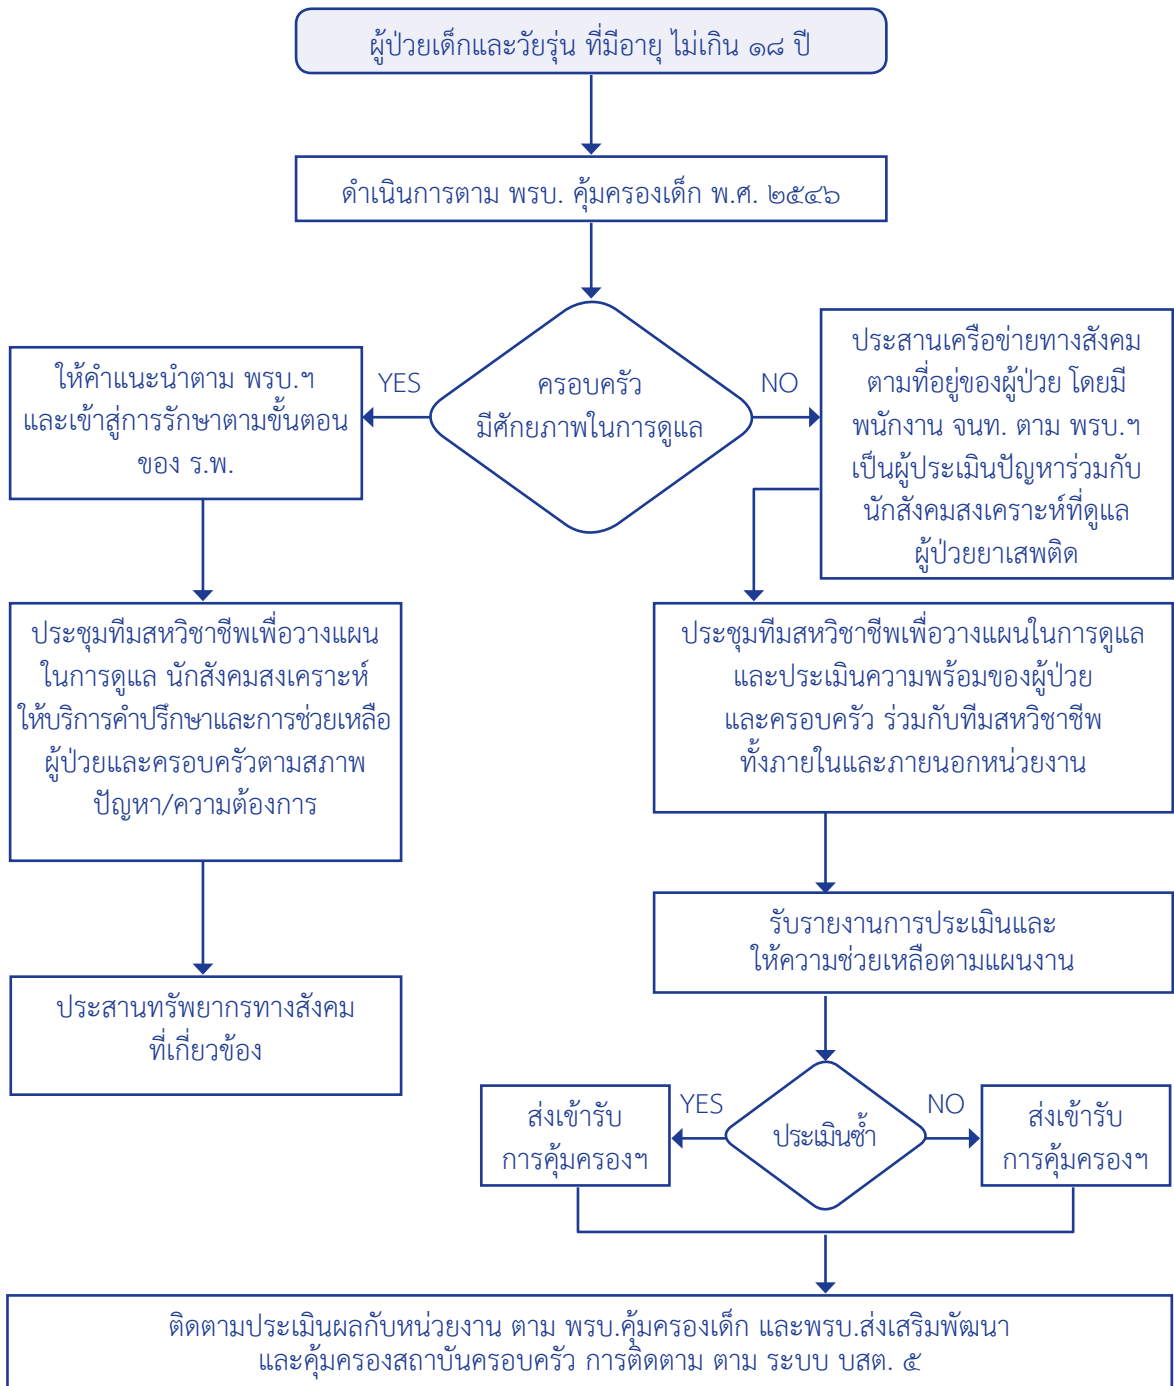 ผู้ป่วยเด็กและวัยรุ่น ที่มีอายุ ไม่เกิน ๑๘ ปี
ดำเนินการตาม พรบ. คุ้มครองเด็ก พ.ศ. ๒๕๔๖
ครอบครัว
มีศักยภาพในการดูแล
YES
NO
ให้คำแนะนำตาม พรบ.ฯ
และเข้าสู่การรักษาตามขั้นตอน
ของ ร.พ.
ประสานเครือข่ายทางสังคม
ตามที่อยู่ของผู้ป่วย โดยมี
พนักงาน จนท. ตาม พรบ.ฯ
เป็นผู้ประเมินปัญหาร่วมกับ
นักสังคมสงเคราะห์ที่ดูแล
ผู้ป่วยยาเสพติด
ประชุมทีมสหวิชาชีพเพื่อวางแผน
ในการดูแล นักสังคมสงเคราะห์
ให้บริการคำปรึกษาและการช่วยเหลือ
ผู้ป่วยและครอบครัวตามสภาพ
ปัญหา/ความต้องการ
ประชุมทีมสหวิชาชีพเพื่อวางแผนในการดูแล
และประเมินความพร้อมของผู้ป่วย
และครอบครัว ร่วมกับทีมสหวิชาชีพ
ทั้งภายในและภายนอกหน่วยงาน
รับรายงานการประเมินและ
ให้ความช่วยเหลือตามแผนงาน
ประสานทรัพยากรทางสังคม
ที่เกี่ยวข้อง
ประเมินซ้ำ
YES
NO
ส่งเข้ารับ
การคุ้มครองฯ
ส่งเข้ารับ
การคุ้มครองฯ
ติดตามประเมินผลกับหน่วยงาน ตาม พรบ.คุ้มครองเด็ก และพรบ.ส่งเสริมพัฒนา
และคุ้มครองสถาบันครอบครัว การติดตาม ตาม ระบบ บสต. ๕